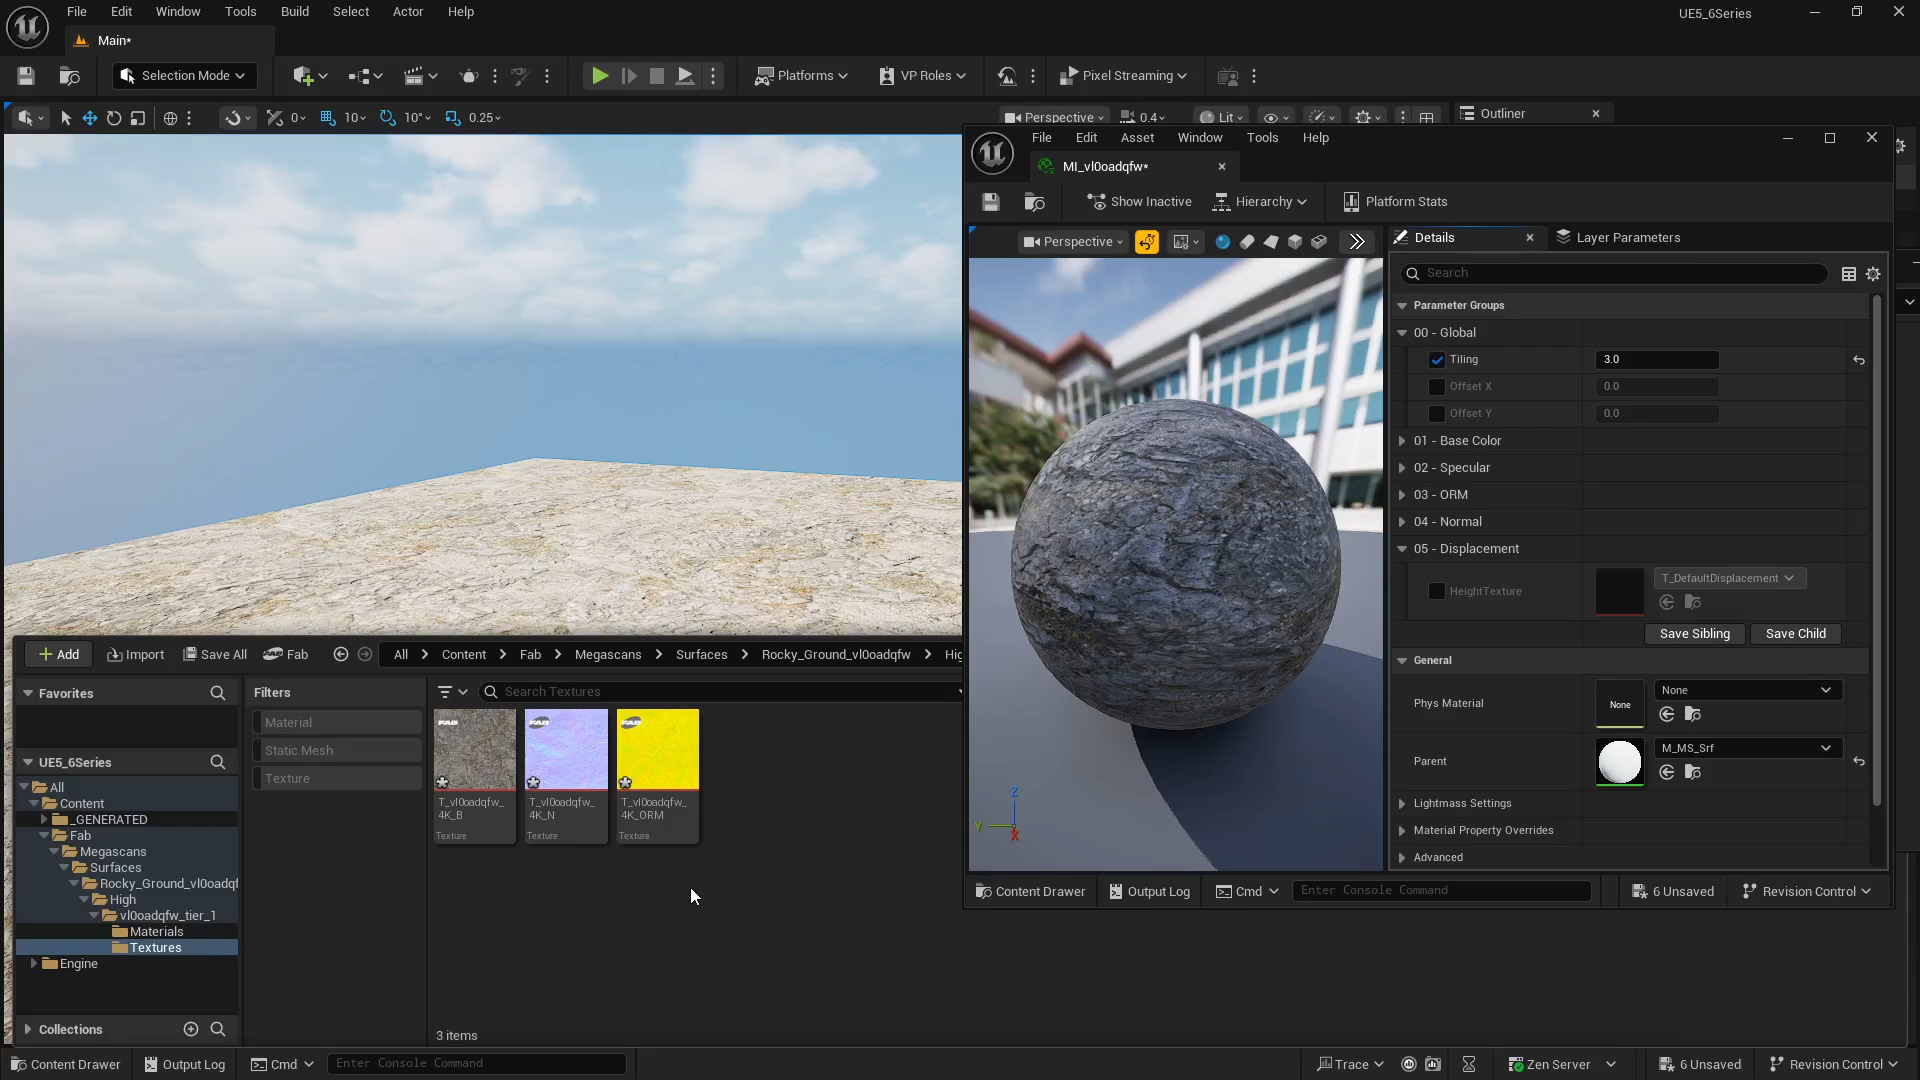 File Edit Window Tools Build Select Actor Help
UE5_6Series
Main*
Selection Mode
Platforms
VP Roles
Pixel Streaming
0
10
10°
0.25
Perspective
0.4
Lit
Outliner
File Edit Asset Window Tools Help
MI_vl0oadqfw*
Show Inactive
Hierarchy
Platform Stats
Perspective
Details
Layer Parameters
Search
Parameter Groups
00 - Global
Tiling
3.0
Offset X
0.0
Offset Y
0.0
01 - Base Color
02 - Specular
03 - ORM
04 - Normal
05 - Displacement
HeightTexture
T_DefaultDisplacement
Save Sibling
Save Child
General
Phys Material
None
None
Parent
M_MS_Srf
Lightmass Settings
Material Property Overrides
Advanced
Z
Y
X
Content Drawer
Output Log
Cmd
Enter Console Command
6 Unsaved
Revision Control
Add
Import
Save All
Fab
All > Content > Fab > Megascans > Surfaces > Rocky_Ground_vl0oadqfw >
Favorites
UE5_6Series
All
Content
_GENERATED
Fab
Megascans
Surfaces
Rocky_Ground_vl0oadqf
High
vl0oadqfw_tier_1
Materials
Textures
Engine
Collections
Filters
Material
Static Mesh
Texture
Search Textures
FAB
T_vl0oadqfw_
4K_B
Texture
FAB
T_vl0oadqfw_
4K_N
Texture
FAB
T_vl0oadqfw_
4K_ORM
Texture
3 items
Content Drawer
Output Log
Cmd
Enter Console Command
Trace
Zen Server
6 Unsaved
Revision Control